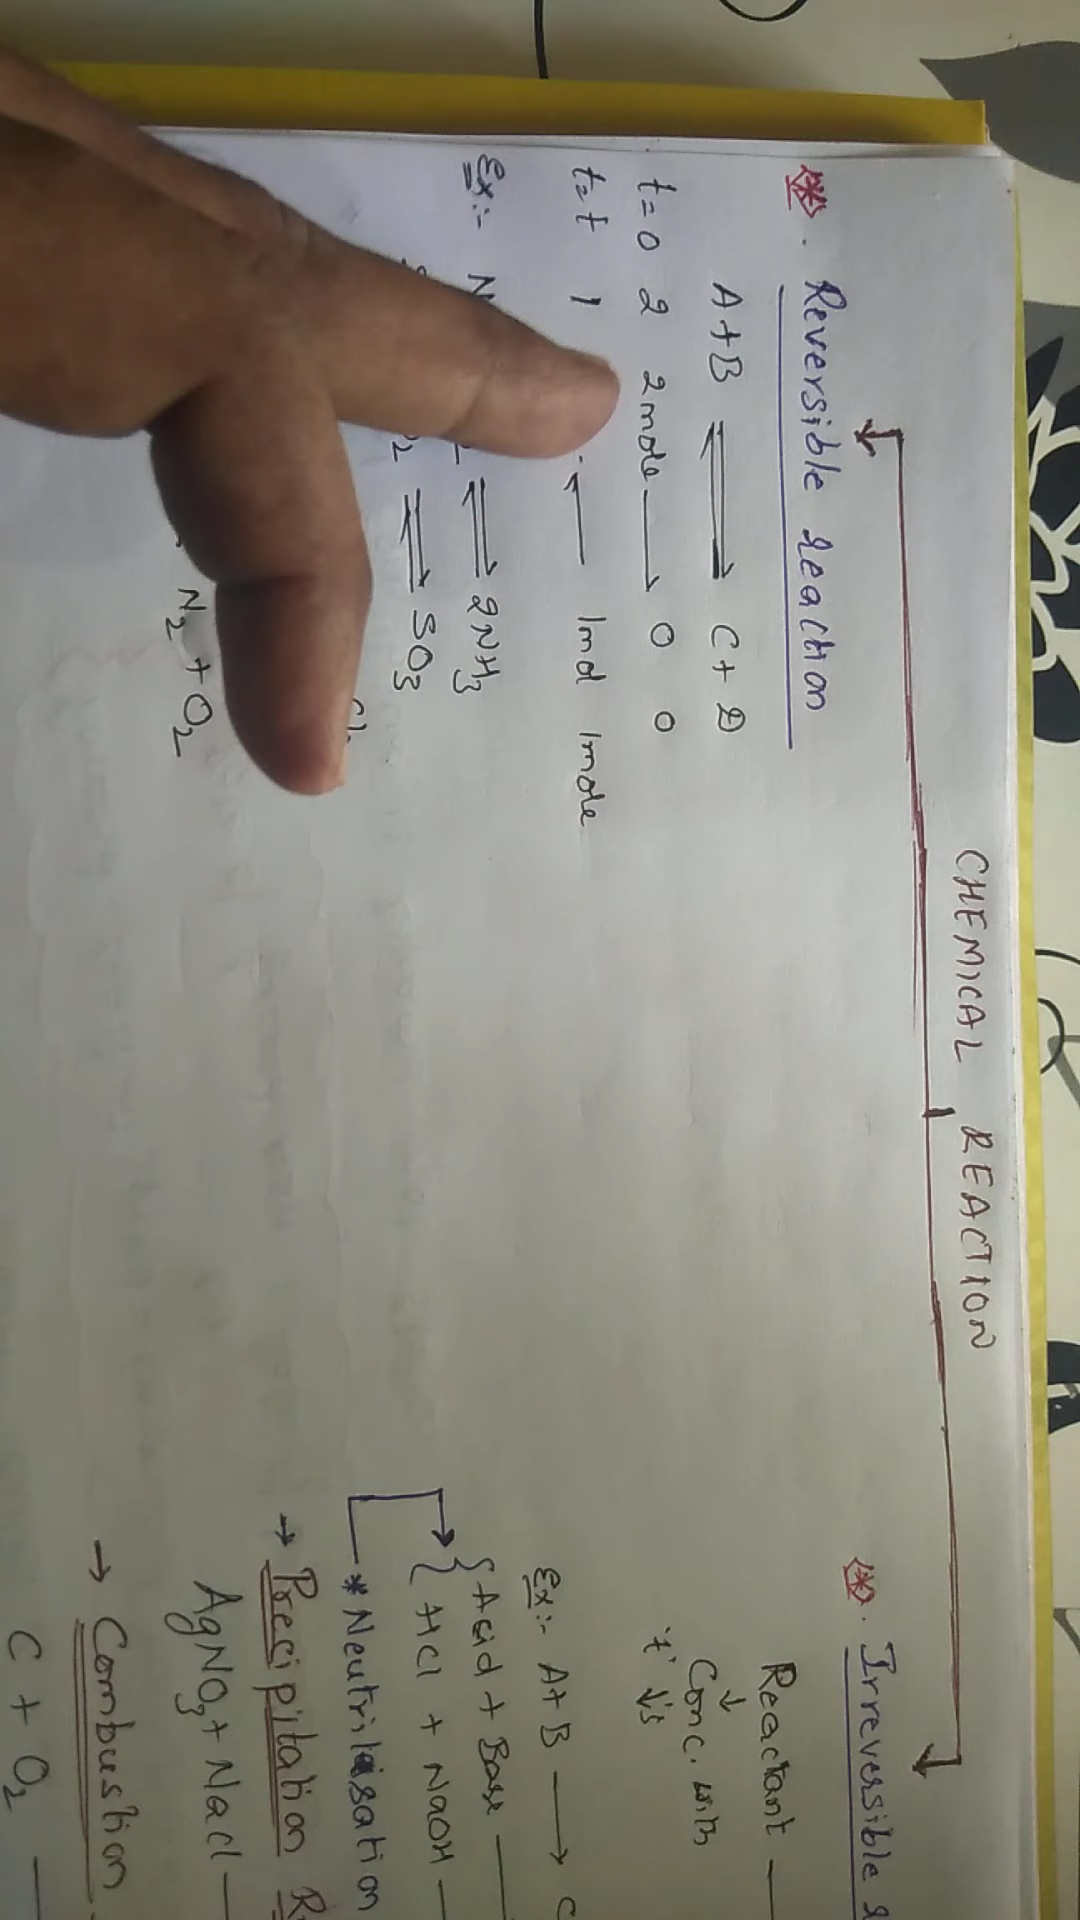 CHEMICAL REACTION
(*). Reversible reaction
A+B ⇌ C + D
t=0 2 2mole → 0 0
t=t 1 ← 1mol 1mole
Ex:- ⇌ 2NH3
⇌ SO3
N2 + O2
(*). Irreversible
Reactant —
↓
Conc. with
't' ↓'s
Ex:- A+B → C
{Acid + Base —
} HCl + NaOH —
* Neutrilisation
→ Precipitation
AgNO3 + NaCl —
→ Combustion
C + O2 —